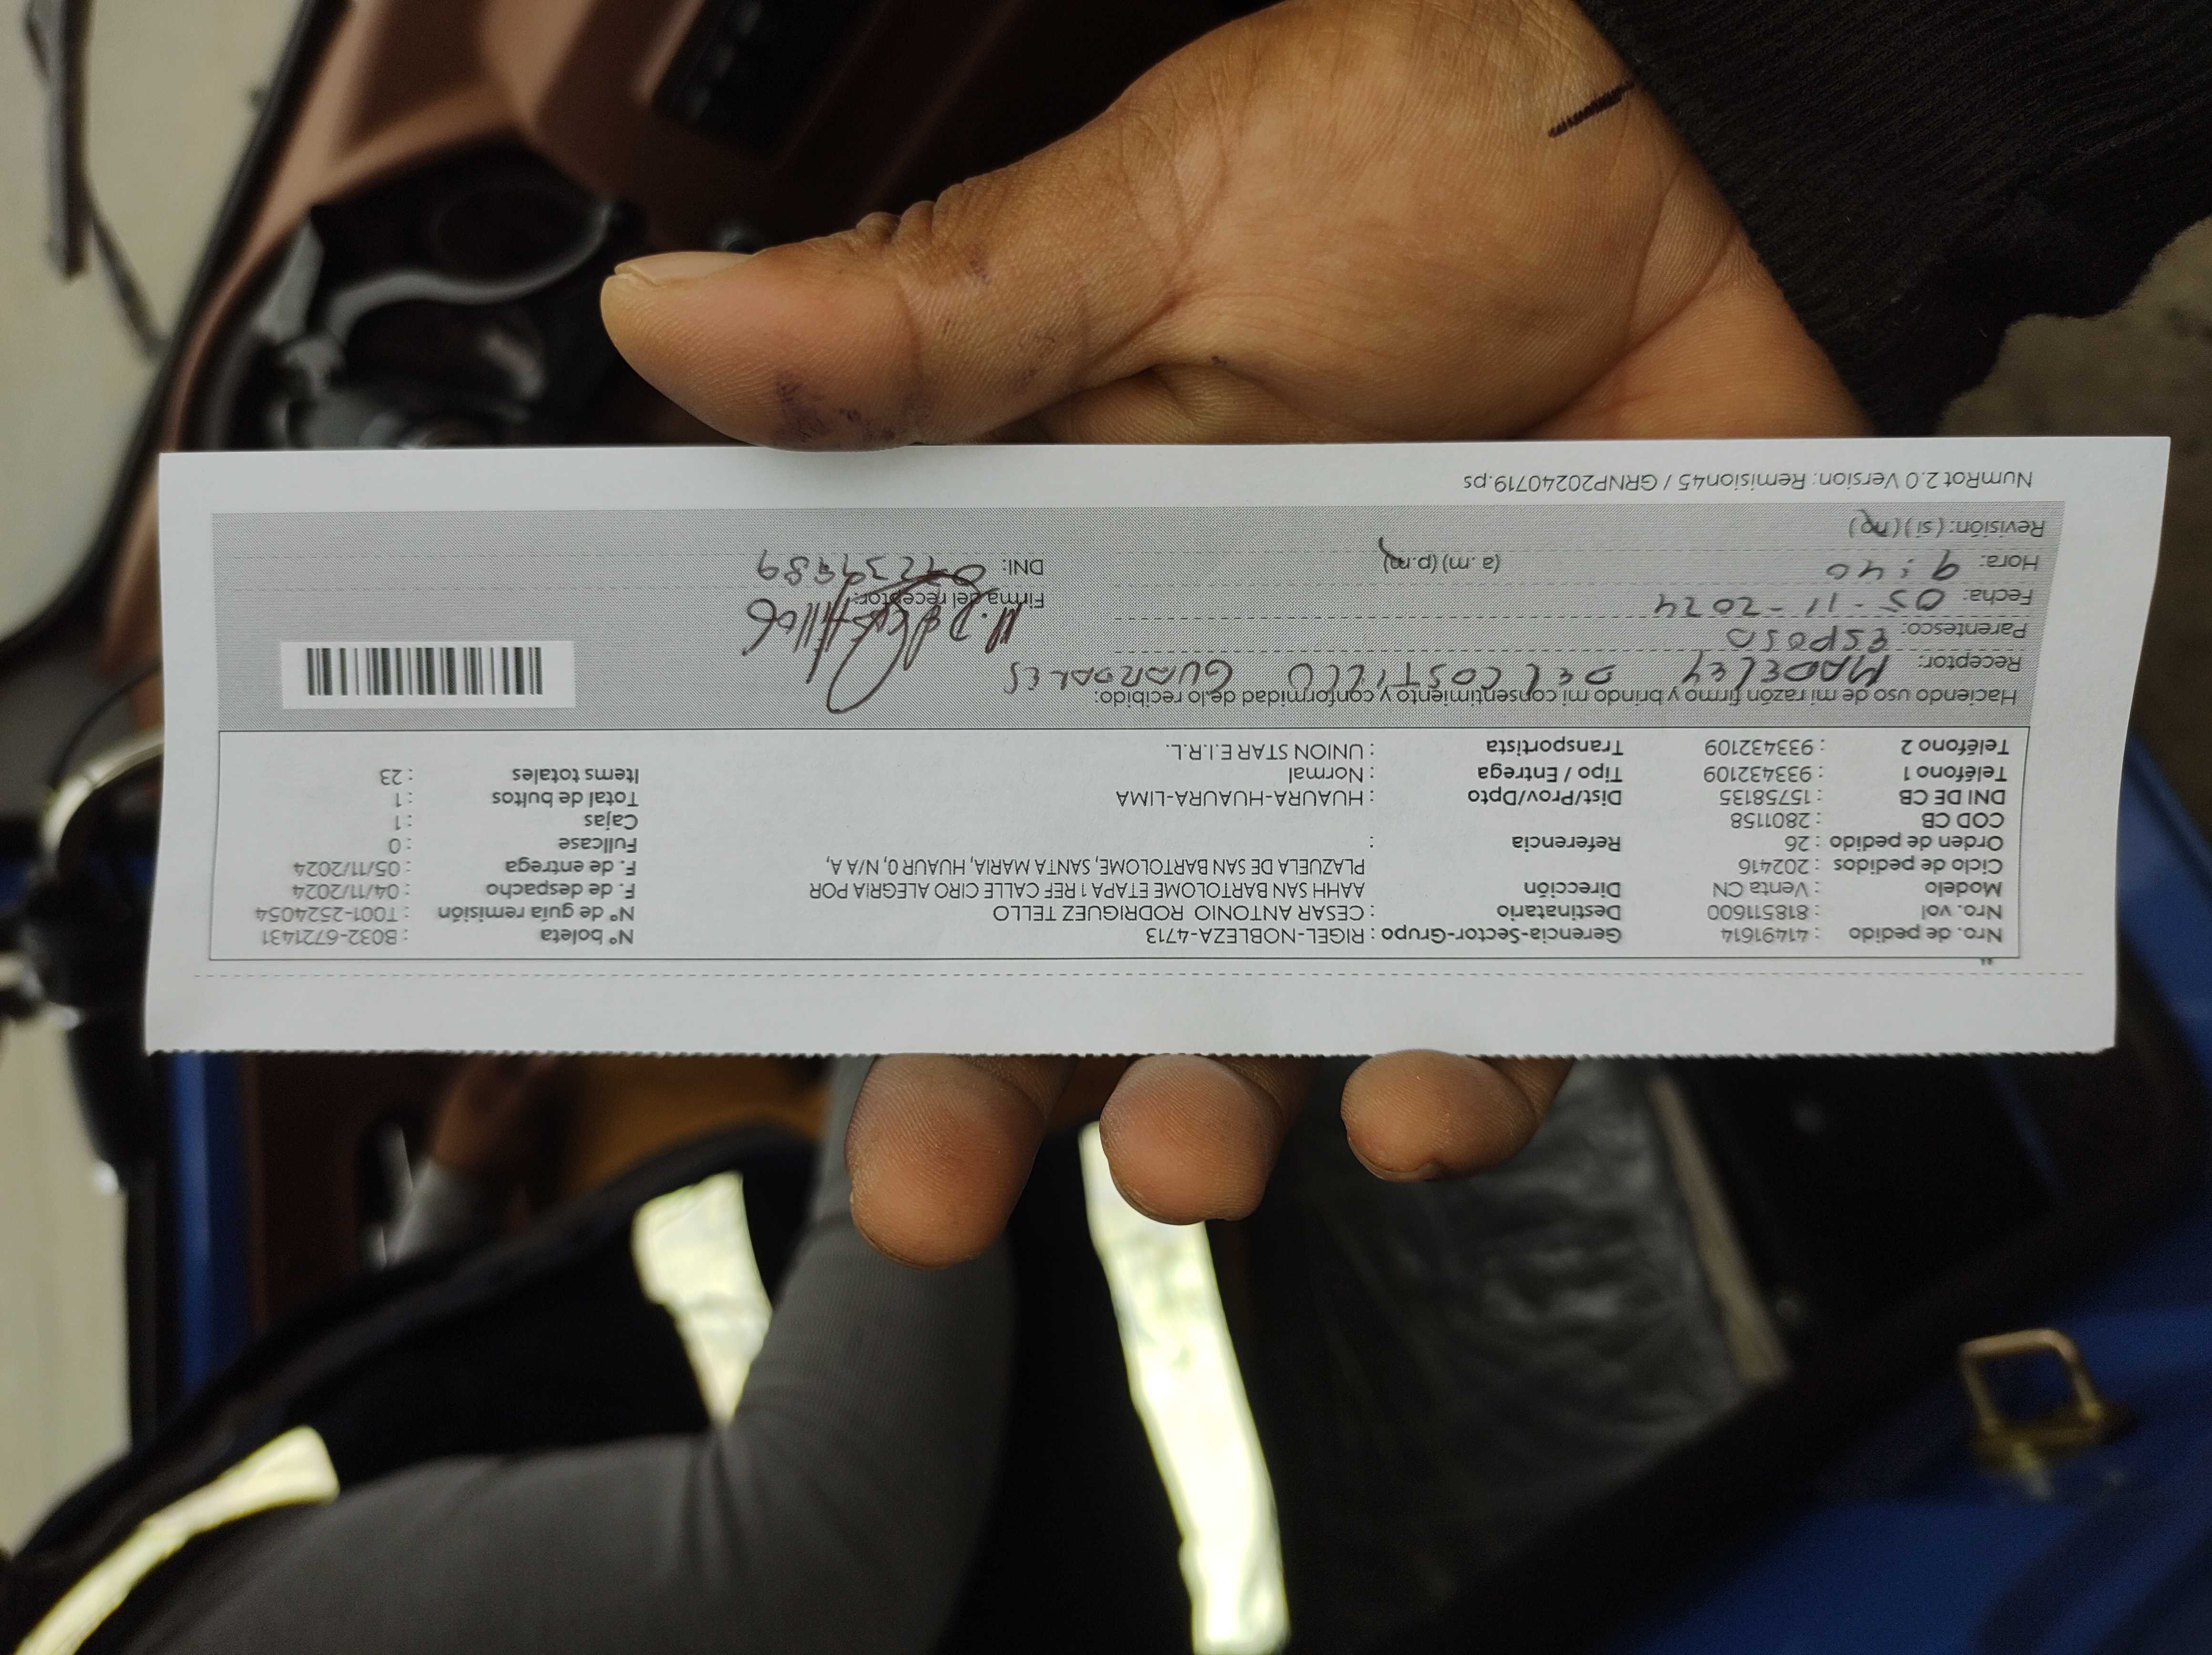 Nro. de pedido : 41491614 Gerencia-Sector-Grupo : RIGEL-NOBLEZA-4713 N° boleta : B032-6721431
Nro. vol. : 818511600 Destinatario : CESAR ANTONIO RODRIGUEZ TELLO N° de guía remisión : T001-2524054
Modelo : Venta CN Dirección AAHH SAN BARTOLOME ETAPA 1 REF CALLE CIRO ALEGRIA POR F. de despacho : 04/11/2024
Ciclo de pedidos : 202416 PLAZUELA DE SAN BARTOLOME, SANTA MARIA, HUAUR 0, N/A A, F. de entrega : 05/11/2024
Orden de pedido : 26 Referencia : Fullcase : 0
COD CB : 2801158 Cajas : 1
DNI DE CB : 15758135 Dist/Prov/Dpto : HUAURA-HUAURA-LIMA Total de bultos : 1
Teléfono 1 : 933432109 Tipo / Entrega : Normal Items totales : 23
Teléfono 2 : 933432109 Transportista : UNION STAR E.I.R.L.
Haciendo uso de mi razón firmo y brindo mi consentimiento y conformidad de lo recibido:
Receptor: MADELEY DEL COSTILLO GUARDALES
Parentesco: ESPOSA
Fecha: 05-11-2024 Firma del receptor:
Hora: 9:40 (a.m) (p.m) DNI:
Revisión: (si) (no)
NumRot 2.0 Version: Remision45 / GRNP20240719.ps